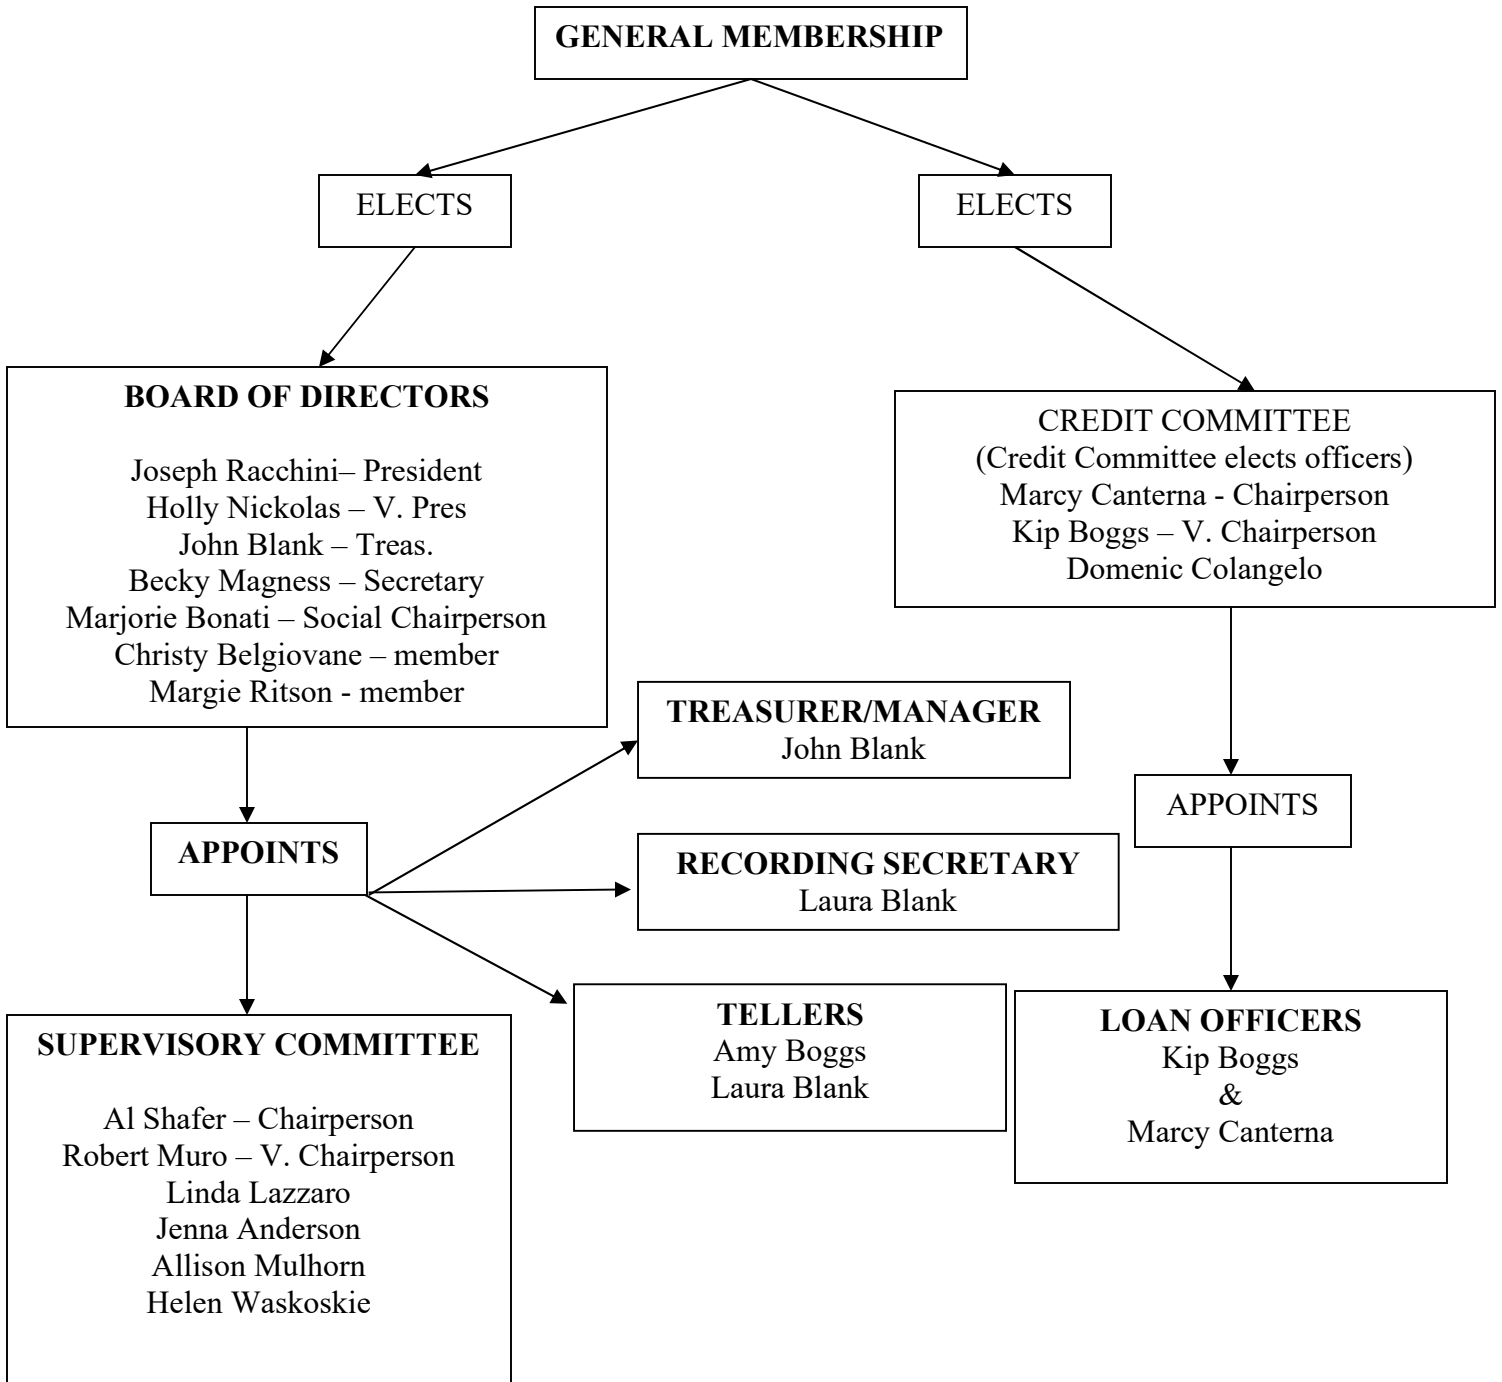 GENERAL MEMBERSHIP
ELECTS
ELECTS
BOARD OF DIRECTORS
Joseph Racchini– President
Holly Nickolas – V. Pres
John Blank – Treas.
Becky Magness – Secretary
Marjorie Bonati – Social Chairperson
Christy Belgiovane – member
Margie Ritson - member
CREDIT COMMITTEE
(Credit Committee elects officers)
Marcy Canterna - Chairperson
Kip Boggs – V. Chairperson
Domenic Colangelo
TREASURER/MANAGER
John Blank
APPOINTS
APPOINTS
RECORDING SECRETARY
Laura Blank
TELLERS
Amy Boggs
Laura Blank
LOAN OFFICERS
Kip Boggs
&
Marcy Canterna
SUPERVISORY COMMITTEE
Al Shafer – Chairperson
Robert Muro – V. Chairperson
Linda Lazzaro
Jenna Anderson
Allison Mulhorn
Helen Waskoskie